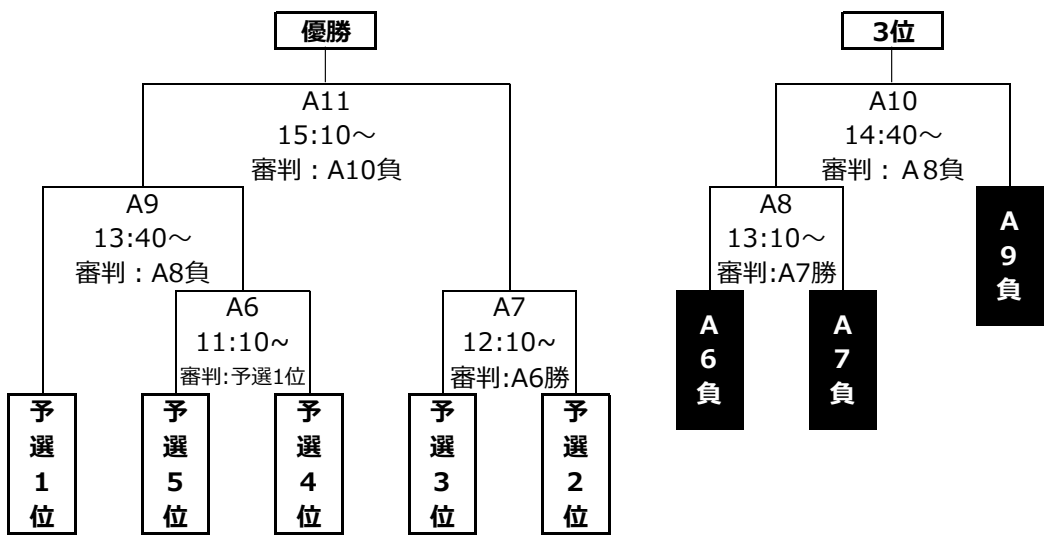 優勝
A11
15:10～
審判：A10負
A9
13:40～
審判：A8負
A6
11:10~
審判:予選1位
A7
12:10～
審判:A6勝
予選1位
予選5位
予選4位
予選3位
予選2位
3位
A10
14:40～
審判：Ａ8負
A8
13:10～
審判:A7勝
A9負
A6負
A7負